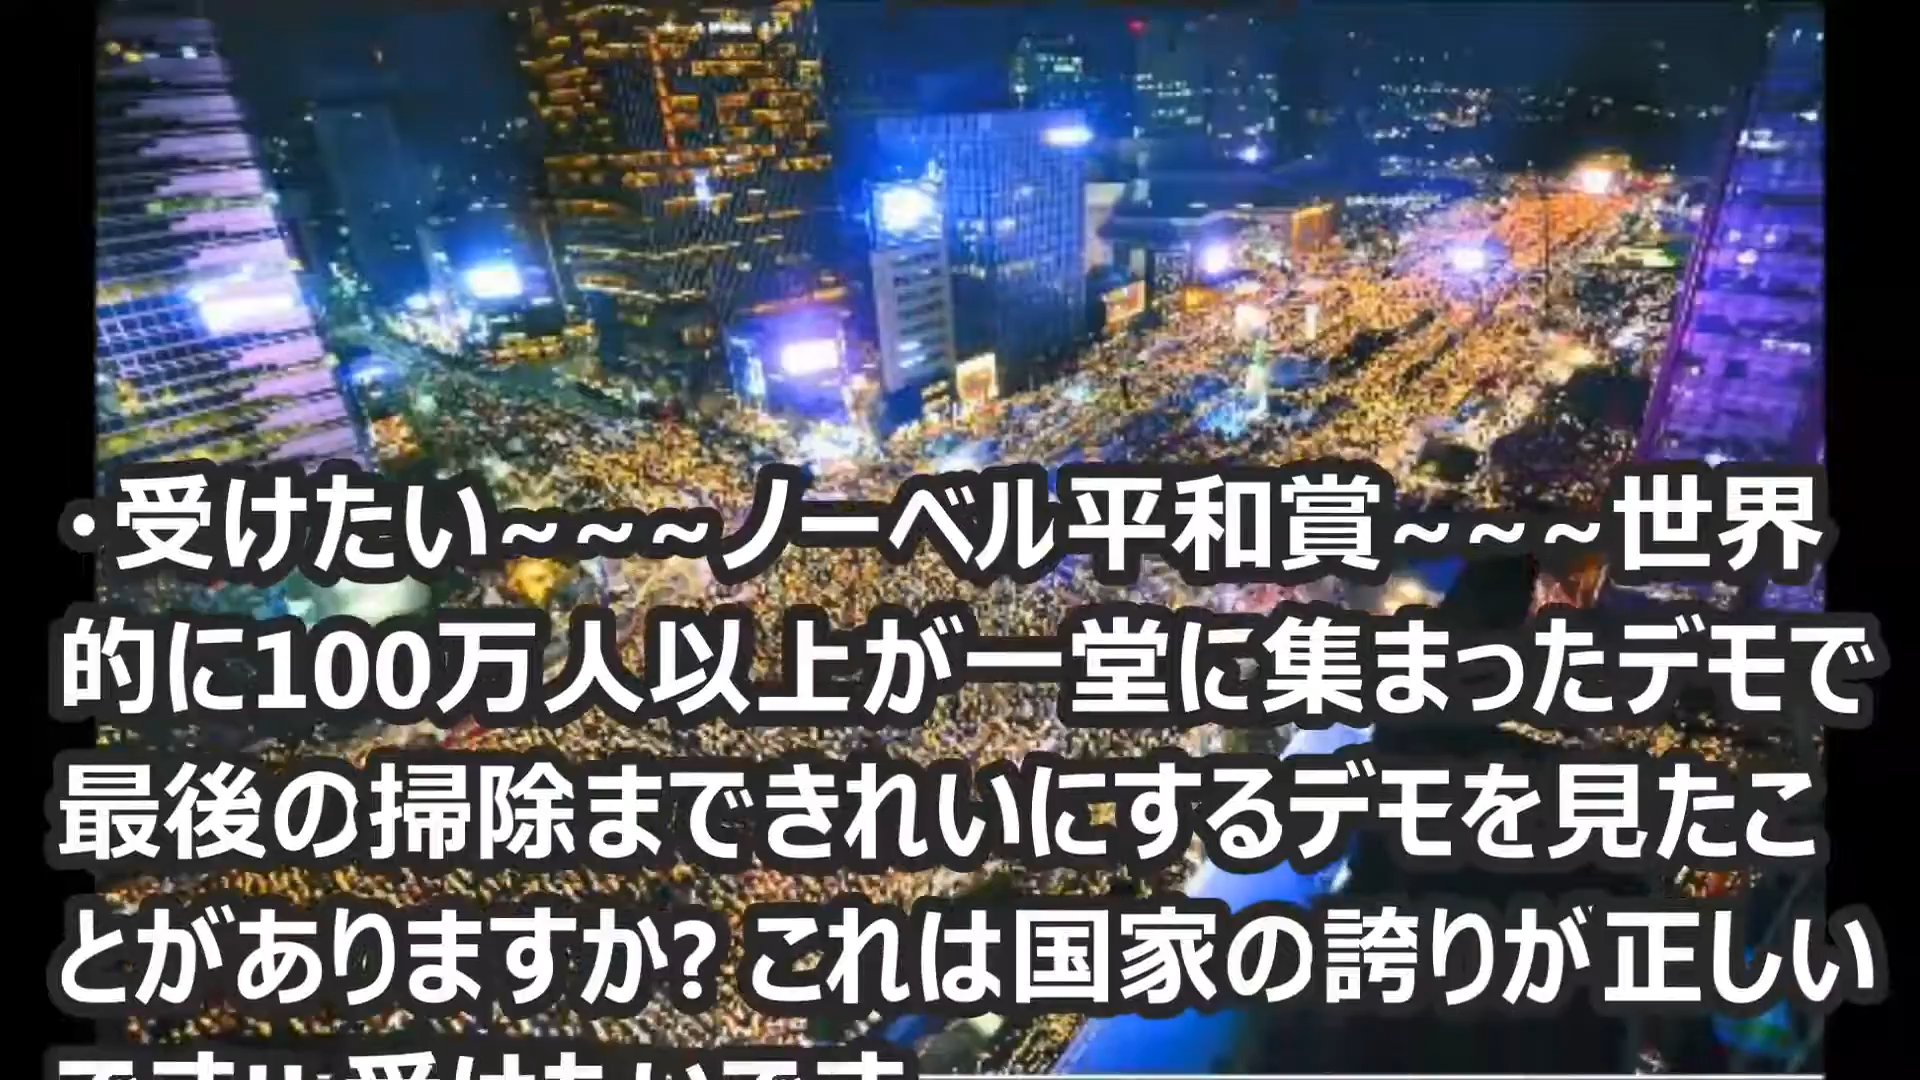 ・受けたい~~~ノーベル平和賞~~~世界
的に100万人以上が一堂に集まったデモで
最後の掃除まできれいにするデモを見たこ
とがありますか? これは国家の誇りが正しい